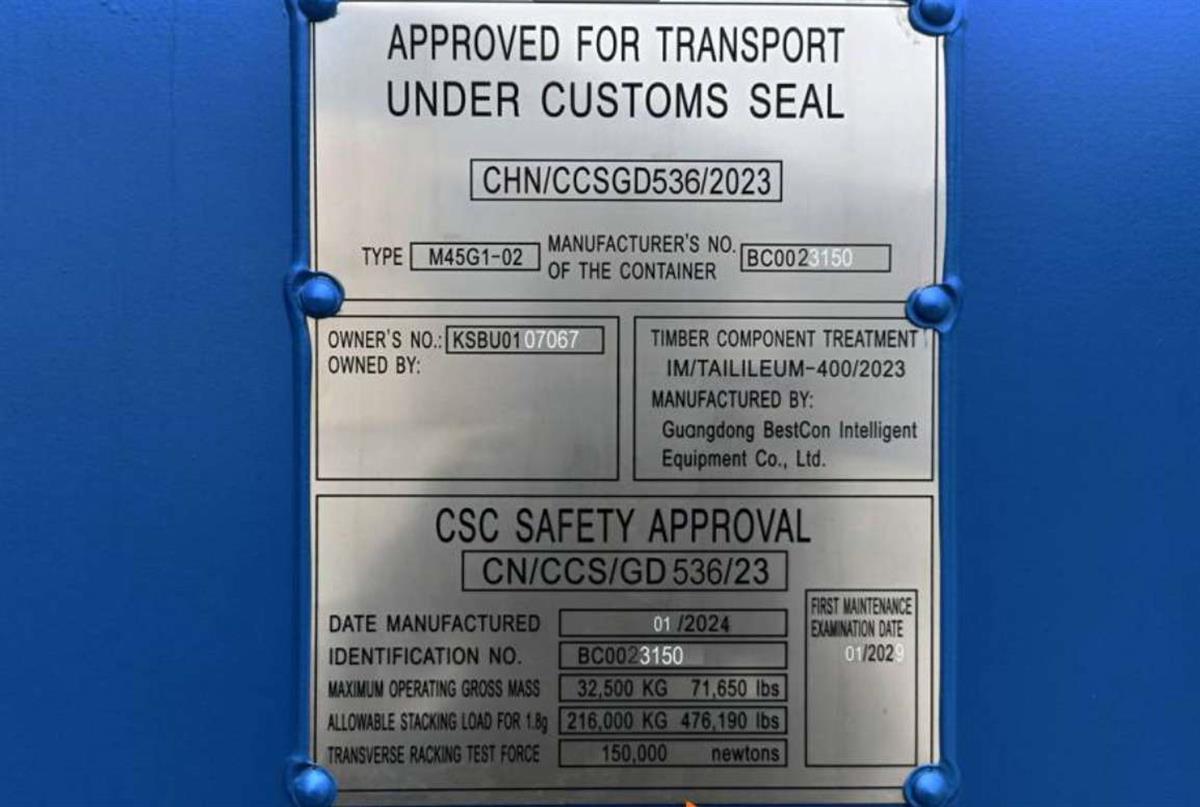 APPROVED FOR TRANSPORT
UNDER CUSTOMS SEAL
CHN/CCSGD536/2023
TYPE M45G1-02 MANUFACTURER'S NO. OF THE CONTAINER BC0023150
OWNER'S NO.: KSBU0107067
OWNED BY:
TIMBER COMPONENT TREATMENT
IM/TAILILEUM-400/2023
MANUFACTURED BY:
Guangdong BestCon Intelligent
Equipment Co., Ltd.
CSC SAFETY APPROVAL
CN/CCS/GD 536/23
DATE MANUFACTURED 01/2024
IDENTIFICATION NO. BC0023150
MAXIMUM OPERATING GROSS MASS 32,500 KG 71,650 lbs
ALLOWABLE STACKING LOAD FOR 1.8g 216,000 KG 476,190 lbs
TRANSVERSE RACKING TEST FORCE 150,000 newtons
FIRST MAINTENANCE
EXAMINATION DATE
01/2029